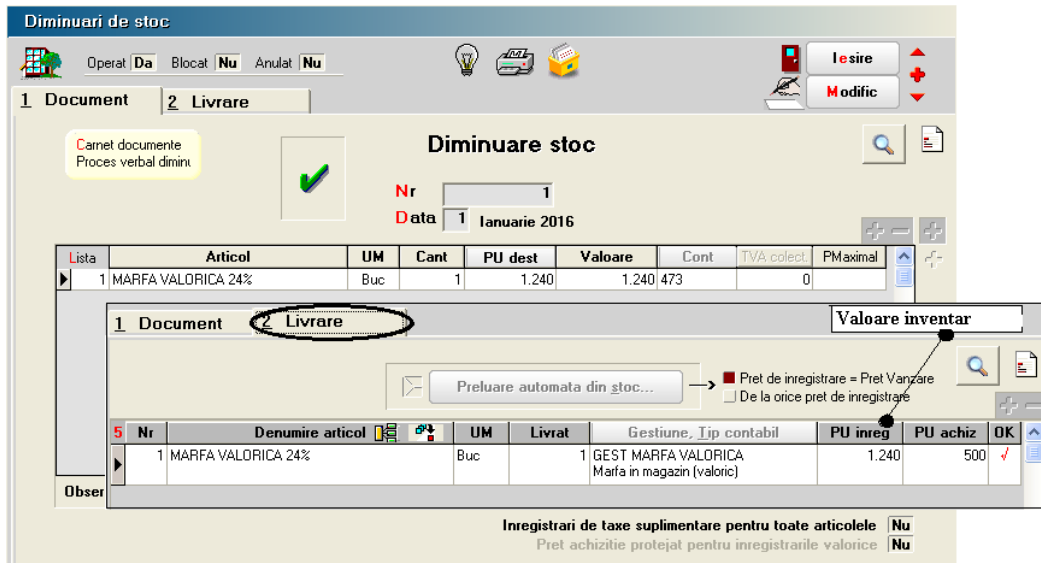 Diminuari de stoc
Operat Da Blocat Nu Anulat Nu
Iesire
Modific
1 Document 2 Livrare
Carnet documente
Proces verbal diminu
Diminuare stoc
Nr 1
Data 1 Ianuarie 2016
Lista Articol UM Cant PU dest Valoare Cont TVA colect. PMaximal
1 MARFA VALORICA 24% Buc 1 1.240 1.240 473 0
1 Document 2 Livrare
Valoare inventar
Preluare automata din stoc...
Pret de inregistrare = Pret Vanzare
De la orice pret de inregistrare
5 Nr Denumire articol UM Livrat Gestiune, Tip contabil PU inreg PU achiz OK
1 MARFA VALORICA 24% Buc 1 GEST MARFA VALORICA 1.240 500
Marfa in magazin (valoric)
Obser
Inregistrari de taxe suplimentare pentru toate articolele Nu
Pret achizitie protejat pentru inregistrarile valorice Nu